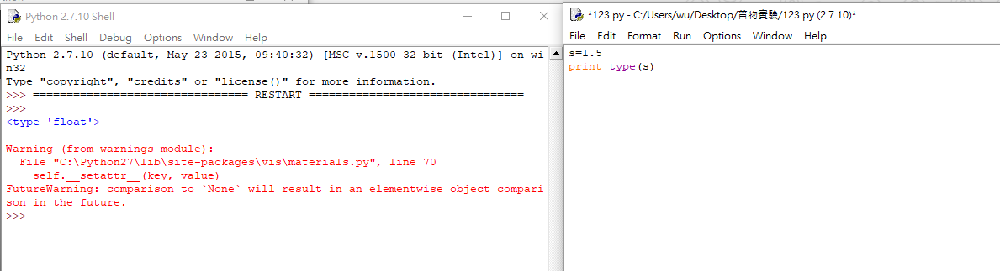 Python 2.7.10 Shell
File Edit Shell Debug Options Window Help
Python 2.7.10 (default, May 23 2015, 09:40:32) [MSC v.1500 32 bit (Intel)] on wi
n32
Type "copyright", "credits" or "license()" for more information.
>>> ================================ RESTART ================================
>>>
<type 'float'>
Warning (from warnings module):
File "C:\Python27\lib\site-packages\vis\materials.py", line 70
self.__setattr__(key, value)
FutureWarning: comparison to `None` will result in an elementwise object compari
son in the future.
>>>
*123.py - C:/Users/wu/Desktop/普物實驗/123.py (2.7.10)*
File Edit Format Run Options Window Help
s=1.5
print type(s)